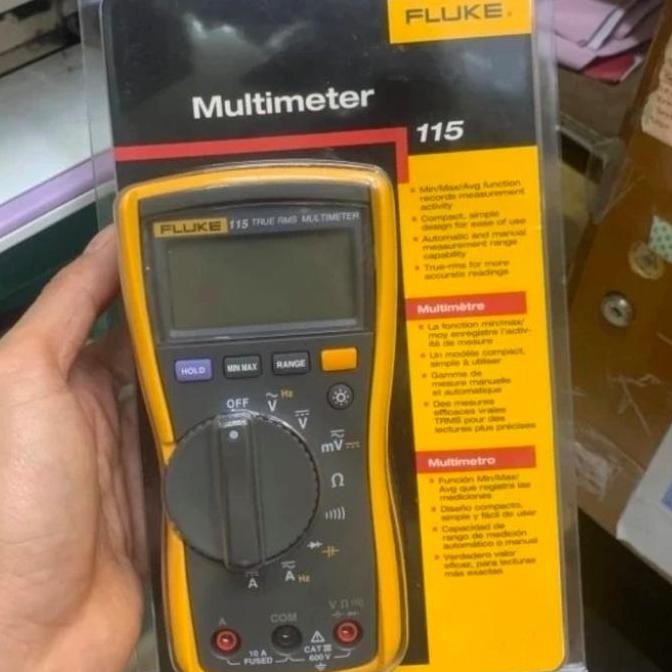 FLUKE®
Multimeter
115
Min/Max/Avg function
records measurement
activity
Compact, simple
design for ease of use
Automatic and manual
measurement range
capability
True-rms for more
accurate readings
Multimètre
La fonction min/max/
moy enregistre l'activ-
ité de mesure
Un modèle compact,
simple à utiliser
Gamme de
mesure manuelle
et automatique
Des mesures
efficaces vraies
TRMS pour des
lectures plus précises
Multimetro
Función Min/Max/
Avg que registra las
mediciones
Diseño compacto,
simple y fácil de usar
Capacidad de
rango de medición
automático o manual
Verdadero valor
eficaz, para lecturas
más exactas
FLUKE 115 TRUE RMS MULTIMETER
HOLD
MIN MAX
RANGE
OFF
V Hz
V
mV
Ω
A
A Hz
A
COM
V Ω
10 A
FUSED
CAT III
600 V